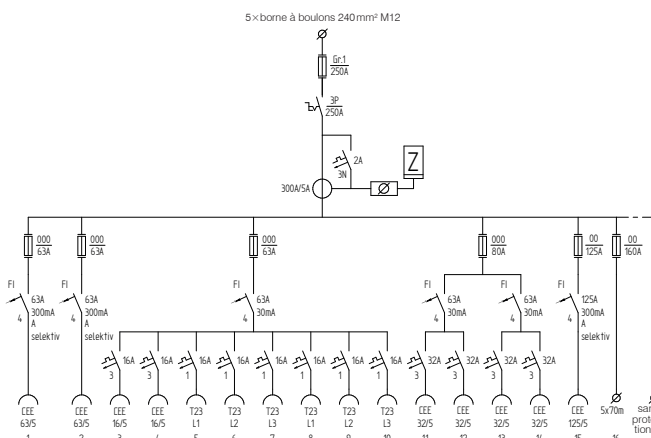 5×borne à boulons 240 mm² M12
Gr.1
250A
3P
250A
2A
3N
Z
300A/5A
000
63A
000
63A
000
63A
000
80A
00
125A
00
160A
FI
63A
300mA
A
selektiv
4
FI
63A
300mA
A
selektiv
4
FI
63A
30mA
4
FI
63A
30mA
4
FI
63A
30mA
4
FI
125A
300mA
A
selektiv
4
16A 16A 16A 16A 16A 16A 16A 16A 32A 32A 32A 32A
3 3 1 1 1 1 1 1 3 3 3 3
CEE CEE CEE CEE T23 T23 T23 T23 T23 T23 CEE CEE CEE CEE CEE 5x70m
63/5 63/5 16/5 16/5 L1 L2 L3 L1 L2 L3 32/5 32/5 32/5 32/5 125/5
1 2 3 4 5 6 7 8 9 10 11 12 13 14 15 16